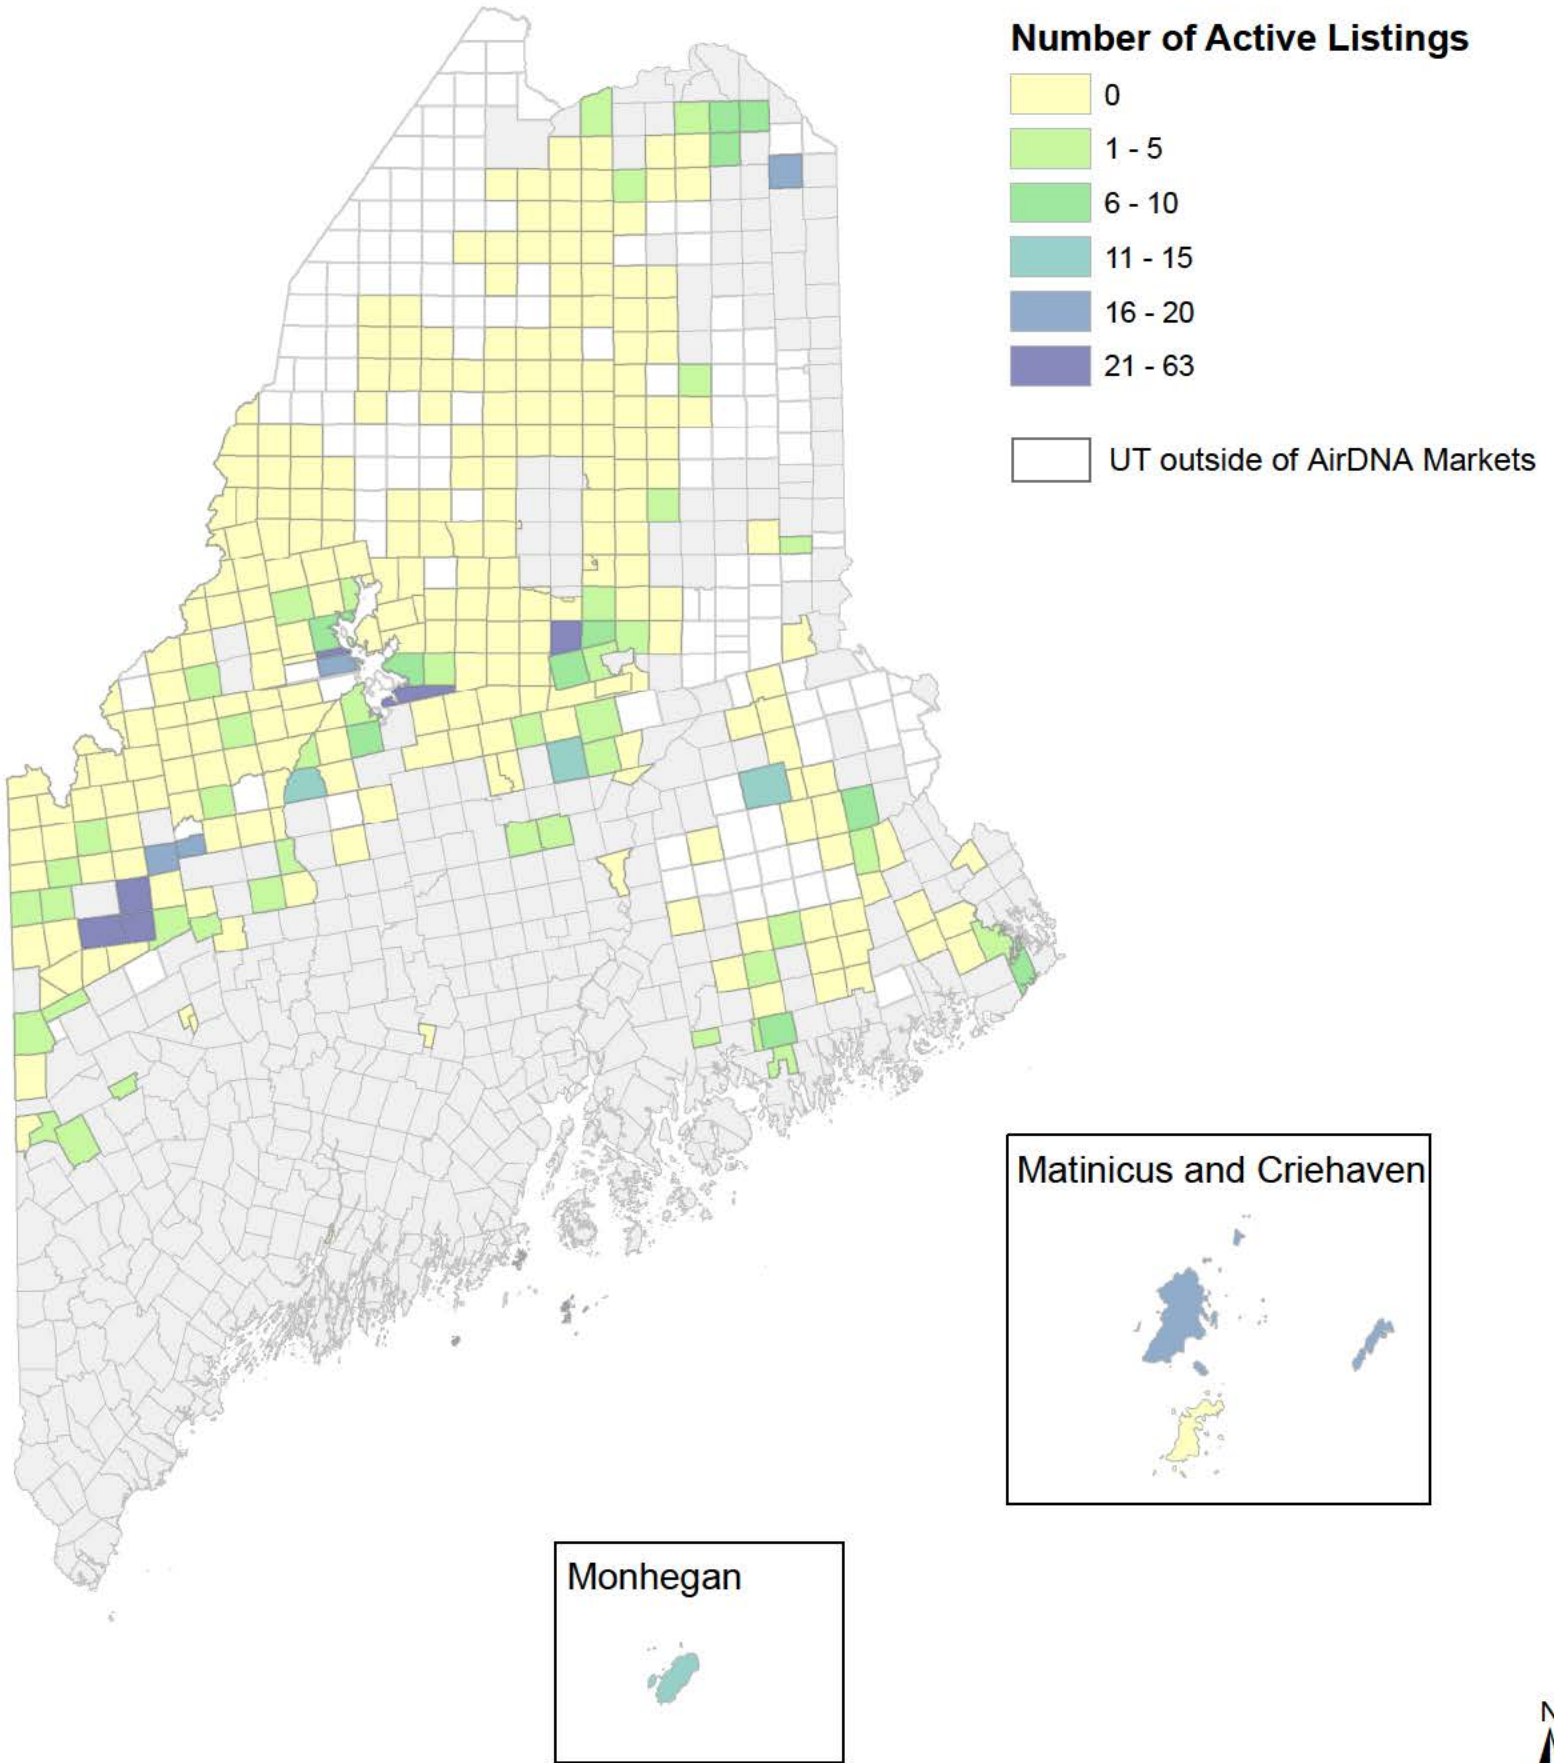 Number of Active Listings
0
1 - 5
6 - 10
11 - 15
16 - 20
21 - 63
UT outside of AirDNA Markets
Matinicus and Criehaven
Monhegan
N